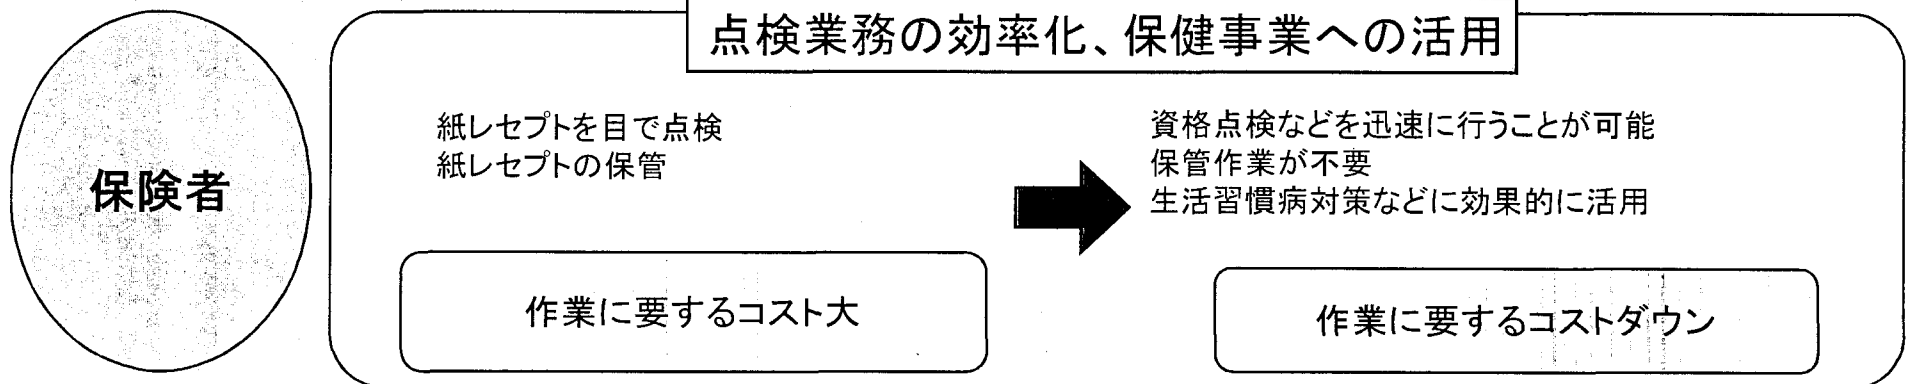 点検業務の効率化、保健事業への活用
保険者
紙レセプトを目で点検
紙レセプトの保管
作業に要するコスト大
資格点検などを迅速に行うことが可能
保管作業が不要
生活習慣病対策などに効果的に活用
作業に要するコストダウン